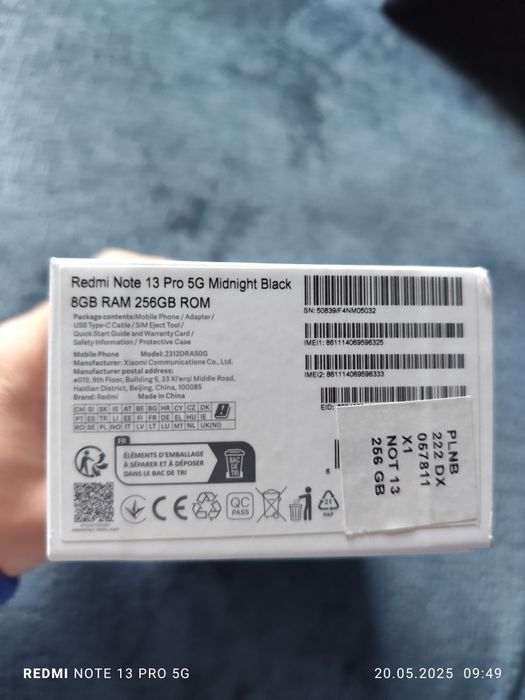 Redmi Note 13 Pro 5G Midnight Black
8GB RAM 256GB ROM
Package contents:Mobile Phone / Adapter /
USB Type-C Cable / SIM Eject Tool /
Quick Start Guide and Warranty Card /
Safety Information / Protective Case
Mobile Phone Model: 2312DRA50G
Manufacturer: Xiaomi Communications Co., Ltd.
Manufacturer postal address:
#019, 9th Floor, Building 6, 33 Xi'erqi Middle Road,
Haidian District, Beijing, China, 100085
Brand: Redmi Made in China
CH SI SK IS AT BE BG HR CY CZ DK
PT ES TR LI EE FI FR DE EL HU IE
RO SE PL NO IT LV LT LU MT NL UK(NI)
FR
ÉLÉMENTS D'EMBALLAGE
À SÉPARER ET À DÉPOSER
DANS LE BAC DE TRI
BAC
DE
TRI
CE
QC
PASS
21
PAP
SN: 50839/F4NM05032
IMEI1: 861114069596325
IMEI2: 861114069596333
EID:
6
PLNB
222 DX
057811
X1
NOT 13
256 GB
REDMI NOTE 13 PRO 5G
20.05.2025 09:49